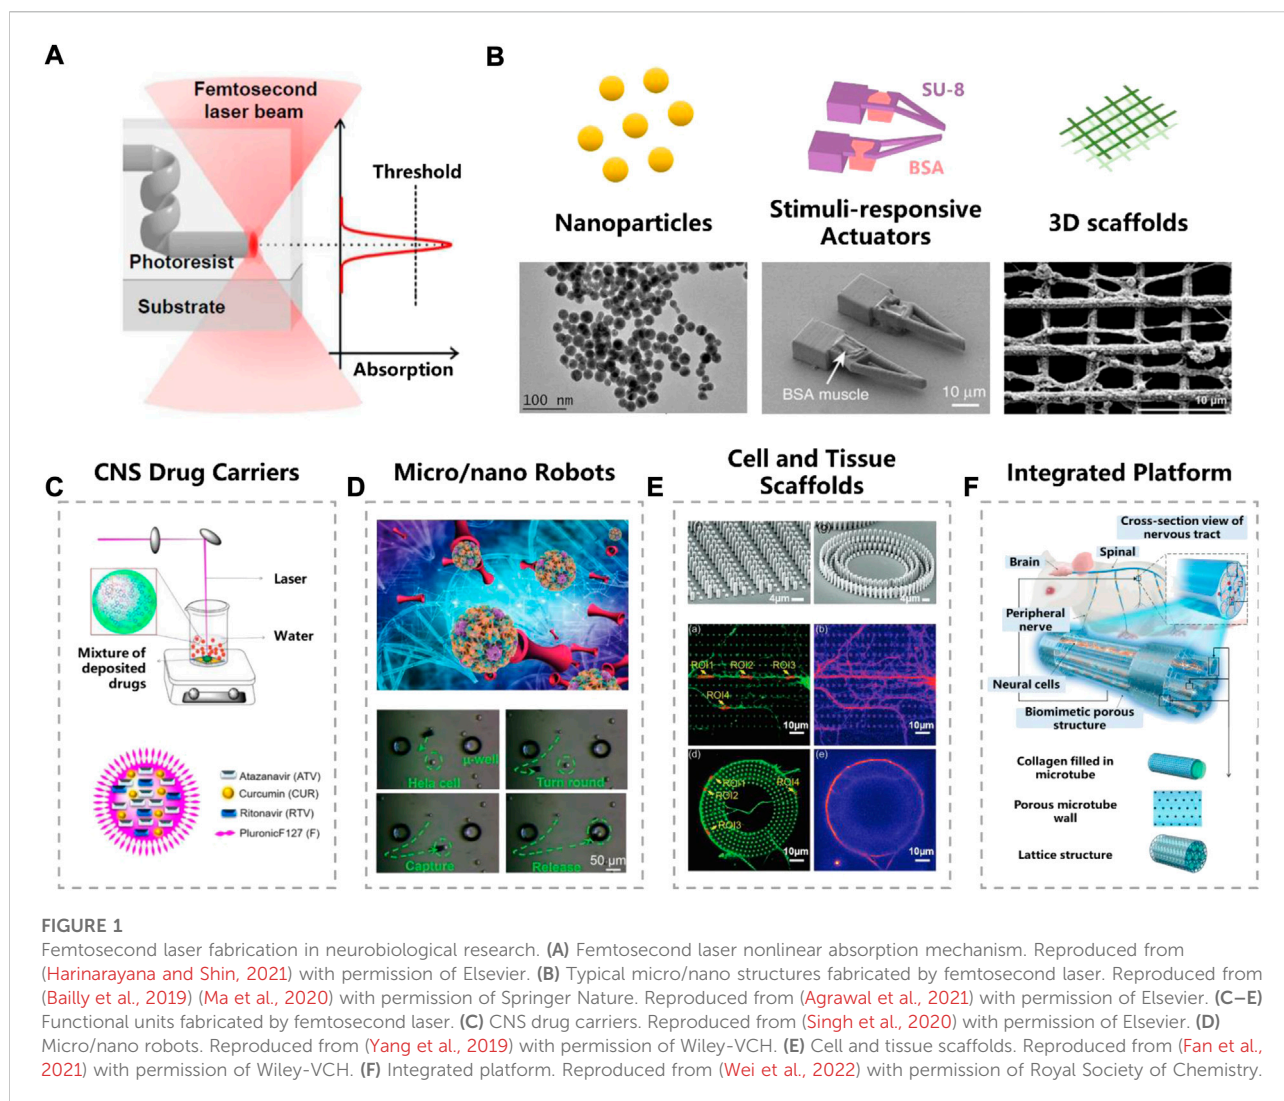 A
Femtosecond
laser beam
Threshold
Photoresist
Substrate
Absorption
B
SU-8
BSA
Nanoparticles
Stimuli-responsive
Actuators
3D scaffolds
100 nm
BSA muscle
10 µm
10 µm
C
CNS Drug Carriers
Laser
Water
Mixture of
deposited
drugs
Atazanavir (ATV)
Curcumin (CUR)
Ritonavir (RTV)
PluronicF127 (F)
D
Micro/nano Robots
Hela cell
µ-well
Turn round
Capture
Release
50 µm
E
Cell and Tissue
Scaffolds
4µm
4µm
(a)
ROI1
ROI2
ROI3
ROI4
10µm
(b)
10µm
(d)
ROI1
ROI2
ROI3
ROI4
10µm
(e)
10µm
F
Integrated Platform
Cross-section view of
nervous tract
Brain
Spinal
Peripheral
nerve
Neural cells
Biomimetic porous
structure
Collagen filled in
microtube
Porous microtube
wall
Lattice structure
FIGURE 1
Femtosecond laser fabrication in neurobiological research. (A) Femtosecond laser nonlinear absorption mechanism. Reproduced from
(Harinarayana and Shin, 2021) with permission of Elsevier. (B) Typical micro/nano structures fabricated by femtosecond laser. Reproduced from
(Bailly et al., 2019) (Ma et al., 2020) with permission of Springer Nature. Reproduced from (Agrawal et al., 2021) with permission of Elsevier. (C–E)
Functional units fabricated by femtosecond laser. (C) CNS drug carriers. Reproduced from (Singh et al., 2020) with permission of Elsevier. (D)
Micro/nano robots. Reproduced from (Yang et al., 2019) with permission of Wiley-VCH. (E) Cell and tissue scaffolds. Reproduced from (Fan et al.,
2021) with permission of Wiley-VCH. (F) Integrated platform. Reproduced from (Wei et al., 2022) with permission of Royal Society of Chemistry.